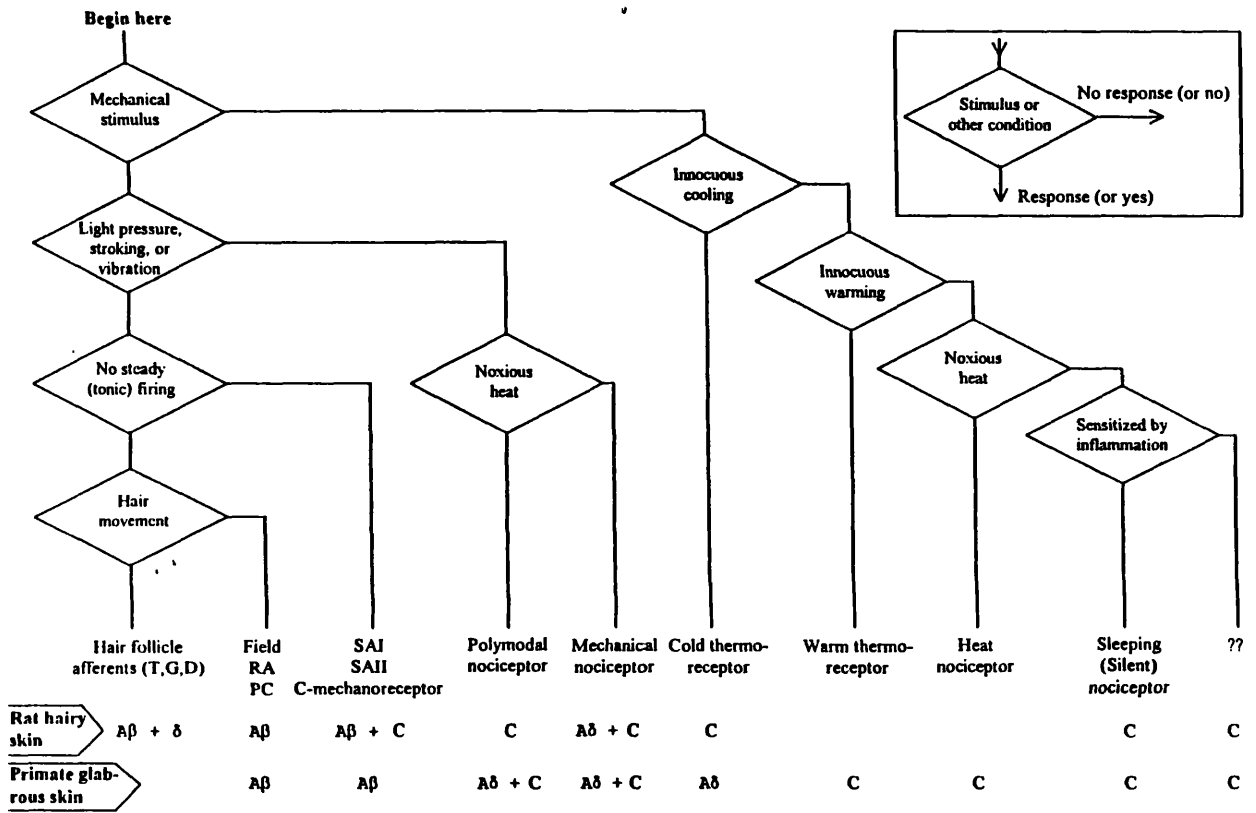 Begin here
Mechanical
stimulus
Stimulus or
other condition
No response (or no)
Response (or yes)
Innocuous
cooling
Light pressure,
stroking, or
vibration
Innocuous
warming
No steady
(tonic) firing
Noxious
heat
Noxious
heat
Sensitized by
inflammation
Hair
movement
Hair follicle
afferents (T,G,D)
Field
RA
PC
SAI
SAII
C-mechanoreceptor
Polymodal
nociceptor
Mechanical
nociceptor
Cold thermo-
receptor
Warm thermo-
receptor
Heat
nociceptor
Sleeping
(Silent)
nociceptor
??
Rat hairy
skin
Aβ + δ Aβ Aβ + C C Aδ + C C C C
Primate glab-
rous skin
Aβ Aβ Aδ + C Aδ + C Aδ C C C C